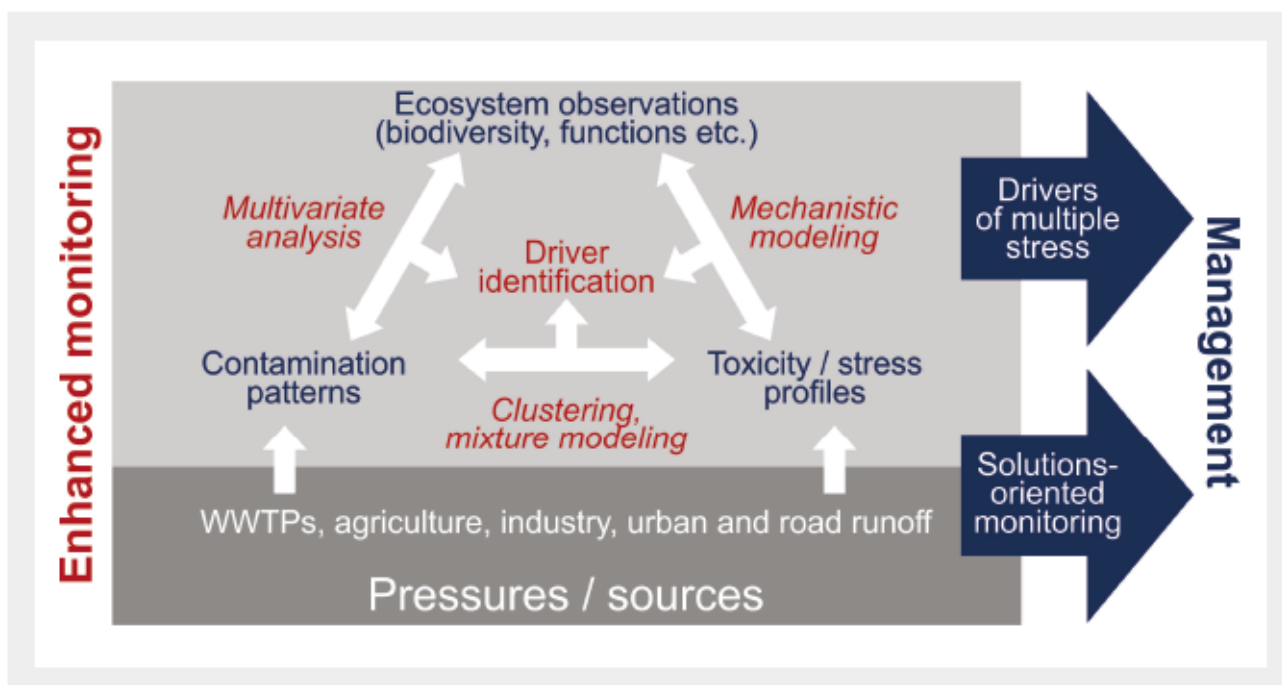 Enhanced monitoring
Ecosystem observations
(biodiversity, functions etc.)
Multivariate
analysis
Mechanistic
modeling
Driver
identification
Contamination
patterns
Toxicity / stress
profiles
Clustering,
mixture modeling
WWTPs, agriculture, industry, urban and road runoff
Pressures / sources
Drivers
of multiple
stress
Solutions-
oriented
monitoring
Management